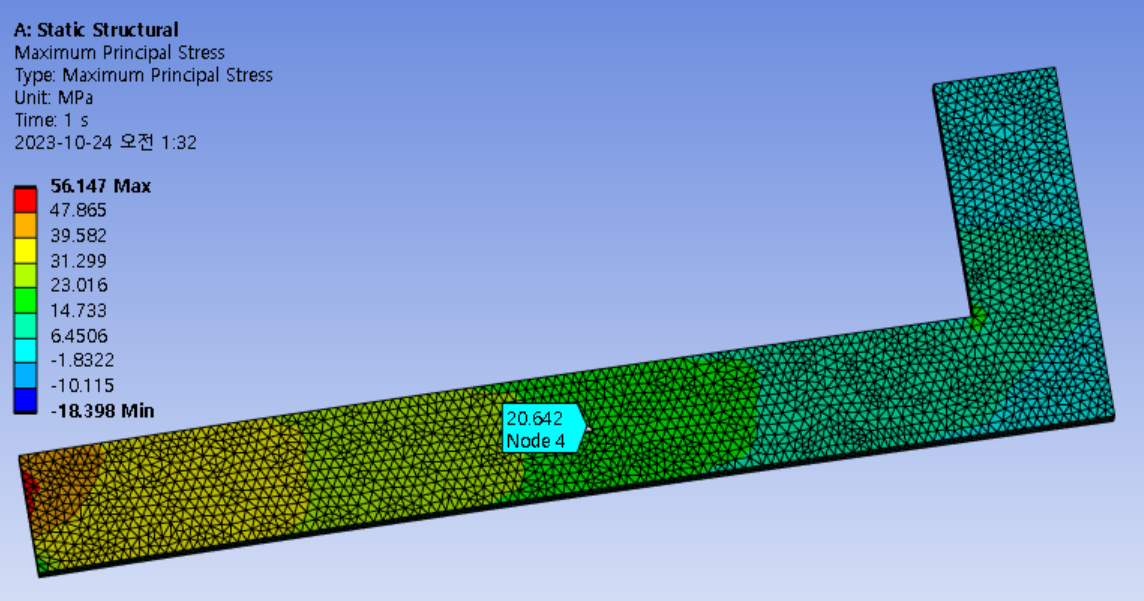 A: Static Structural
Maximum Principal Stress
Type: Maximum Principal Stress
Unit: MPa
Time: 1 s
2023-10-24 오전 1:32
56.147 Max
47.865
39.582
31.299
23.016
14.733
6.4506
-1.8322
-10.115
-18.398 Min
20.642
Node 4